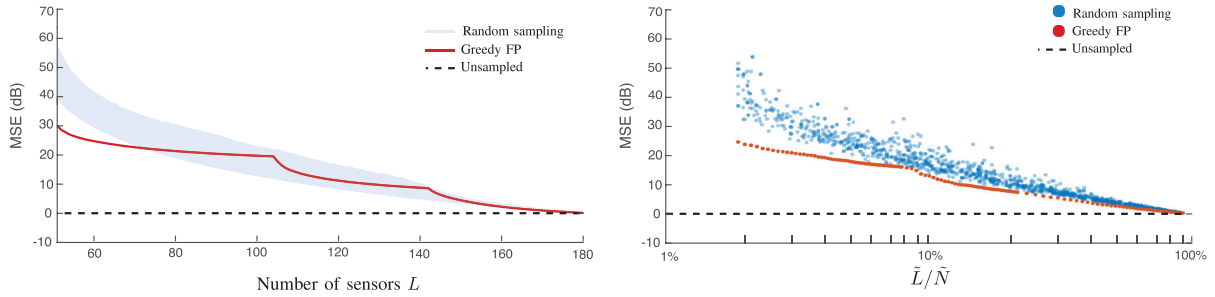 Random sampling
Greedy FP
Unsampled
MSE (dB)
70
60
50
40
30
20
10
0
-10
60
80
100
120
140
160
180
Number of sensors L
Random sampling
Greedy FP
Unsampled
MSE (dB)
70
60
50
40
30
20
10
0
-10
1%
10%
100%
L̃/Ñ